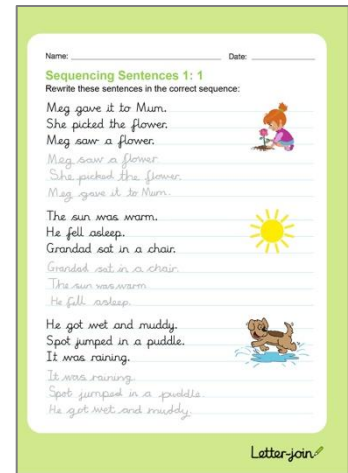 Name: Date:
Sequencing Sentences 1: 1
Rewrite these sentences in the correct sequence:
Meg gave it to Mum.
She picked the flower.
Meg saw a flower.
Meg saw a flower.
She picked the flower.
Meg gave it to Mum.
The sun was warm.
He fell asleep.
Grandad sat in a chair.
Grandad sat in a chair.
The sun was warm.
He fell asleep.
He got wet and muddy.
Spot jumped in a puddle.
It was raining.
It was raining.
Spot jumped in a puddle.
He got wet and muddy.
Letter-join